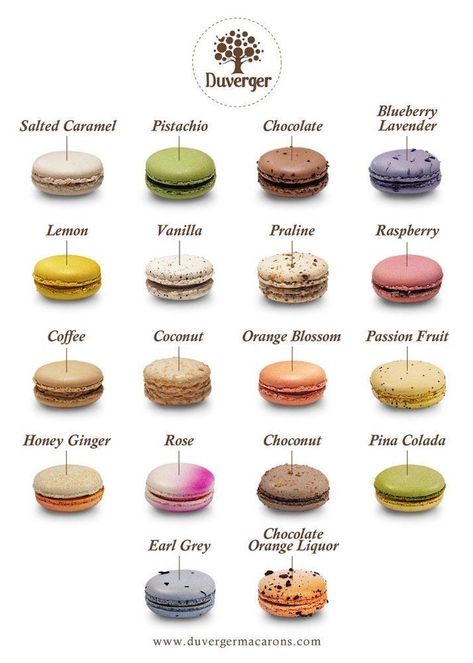 Duverger
Salted Caramel
Pistachio
Chocolate
Blueberry
Lavender
Lemon
Vanilla
Praline
Raspberry
Coffee
Coconut
Orange Blossom
Passion Fruit
Honey Ginger
Rose
Choconut
Pina Colada
Earl Grey
Chocolate
Orange Liquor
www.duvergermacarons.com